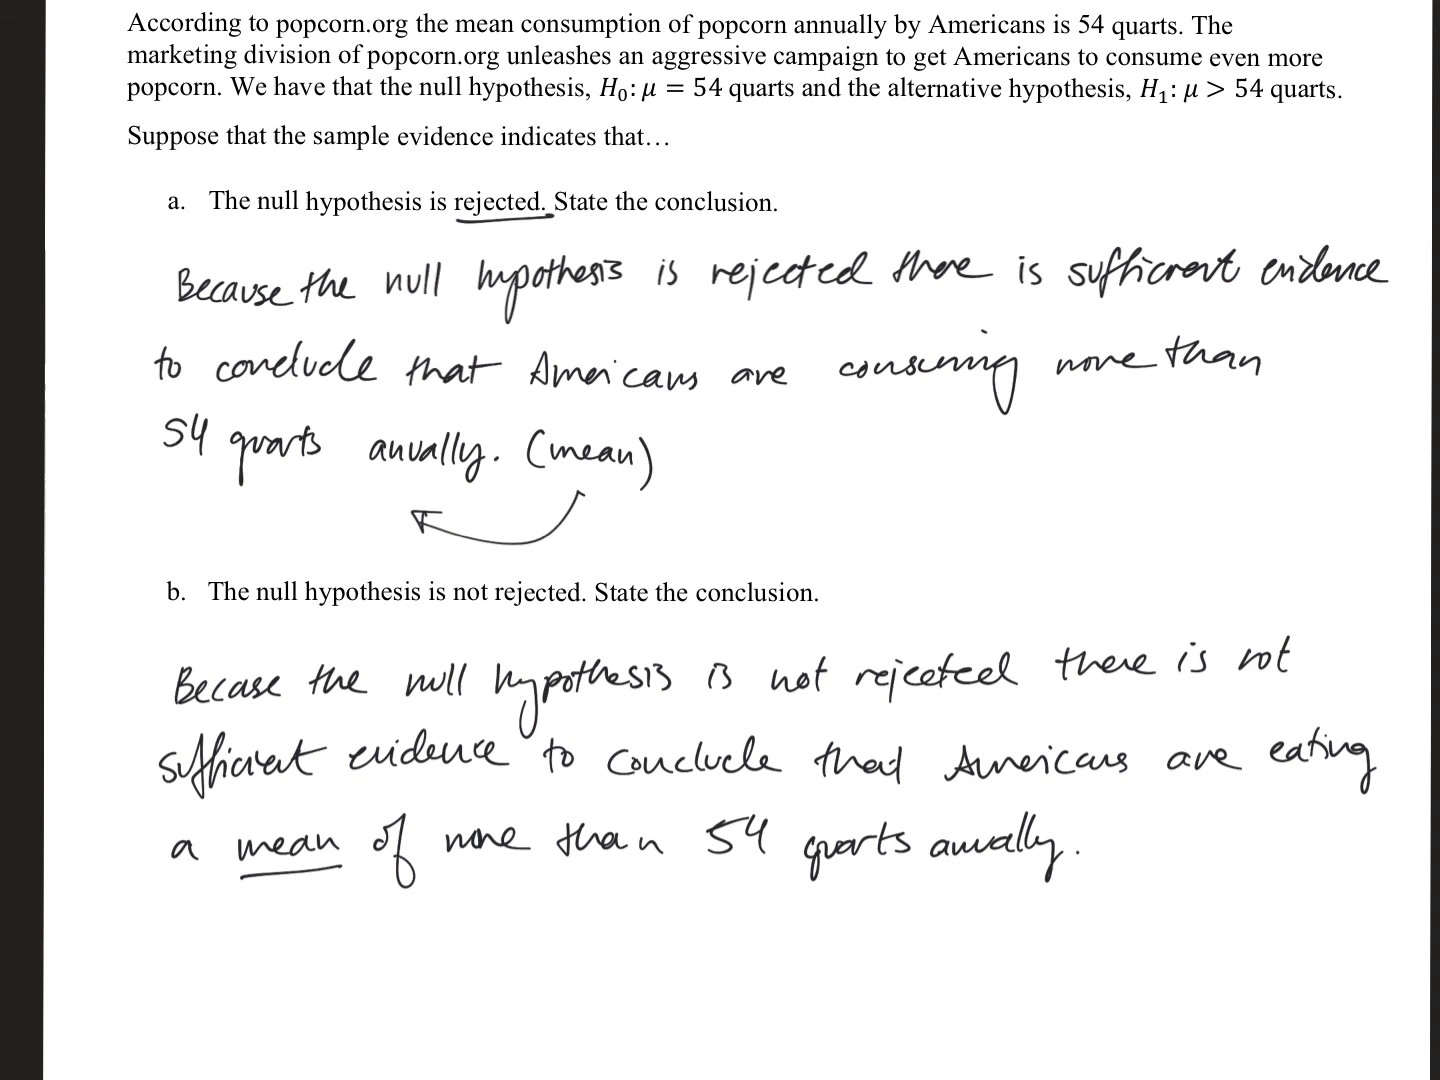 According to popcorn.org the mean consumption of popcorn annually by Americans is 54 quarts. The
marketing division of popcorn.org unleashes an aggressive campaign to get Americans to consume even more
popcorn. We have that the null hypothesis, H₀: μ = 54 quarts and the alternative hypothesis, H₁: μ > 54 quarts.
Suppose that the sample evidence indicates that…
a. The null hypothesis is rejected. State the conclusion.
Because the null hypothesis is rejected there is sufficient evidence
to conclude that Americans are consuming more than
54 quarts anually. (mean)
b. The null hypothesis is not rejected. State the conclusion.
Becase the null hypothesis is not rejected there is not
sufficient evidence to conclude that Americans are eating
a mean of more than 54 quarts anually.